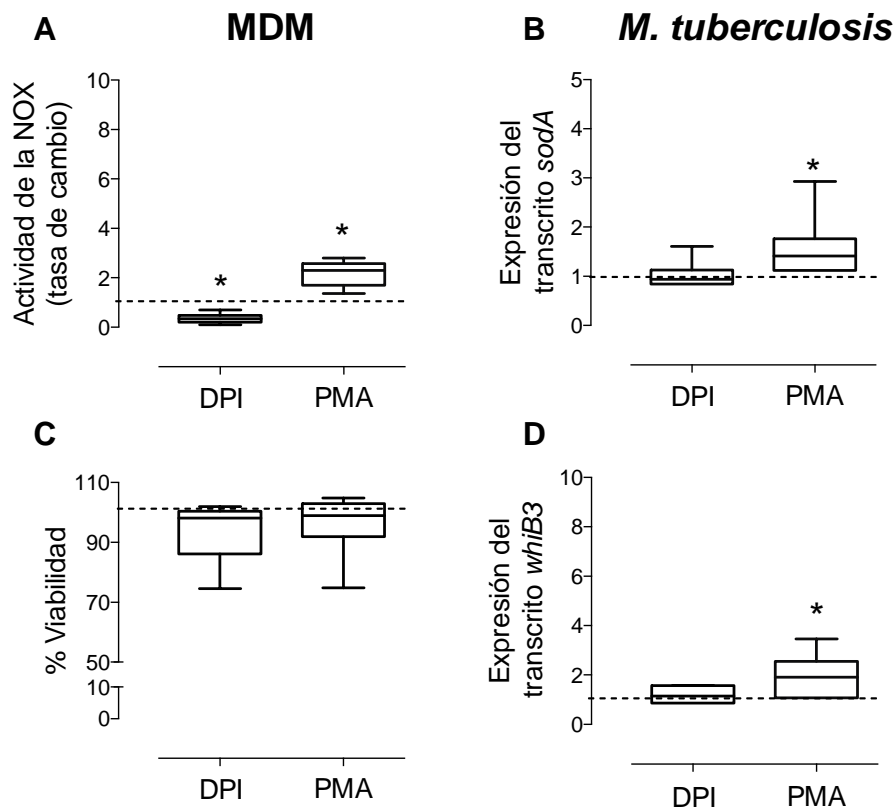 A
MDM
B
M. tuberculosis
Actividad de la NOX
(tasa de cambio)
10
8
6
4
2
0
*
*
DPI
PMA
Expresión del
transcrito sodA
5
4
3
2
1
0
*
DPI
PMA
C
% Viabilidad
110
90
70
50
10
0
DPI
PMA
D
Expresión del
transcrito whiB3
10
8
6
4
2
0
*
DPI
PMA